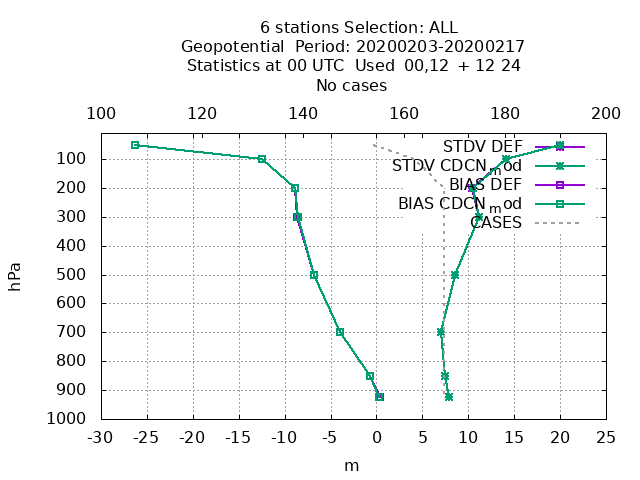 6 stations Selection: ALL
Geopotential  Period: 20200203-20200217
Statistics at 00 UTC  Used  00,12  + 12 24
No cases
100 120 140 160 180 200
STDV DEF
STDV CDCN_mod
BIAS DEF
BIAS CDCN_mod
CASES
hPa
100
200
300
400
500
600
700
800
900
1000
-30 -25 -20 -15 -10 -5 0 5 10 15 20 25
m